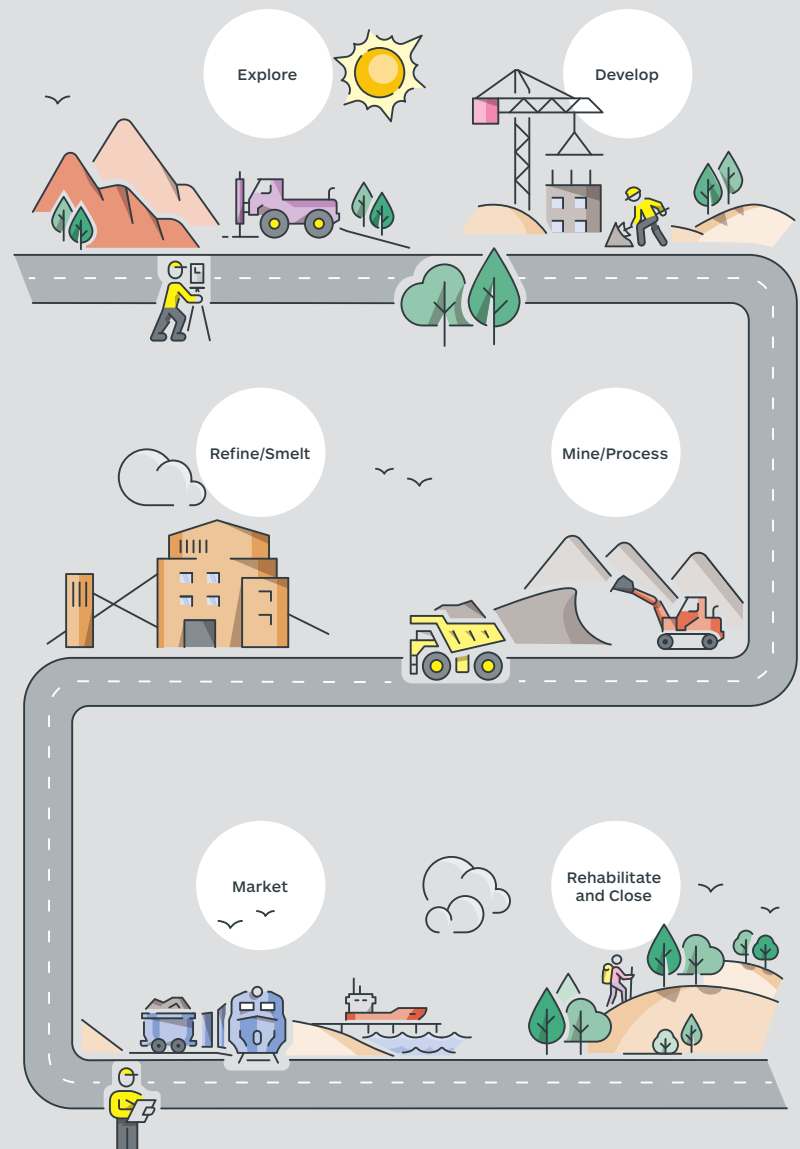 Explore
Develop
Refine/Smelt
Mine/Process
Market
Rehabilitate
and Close